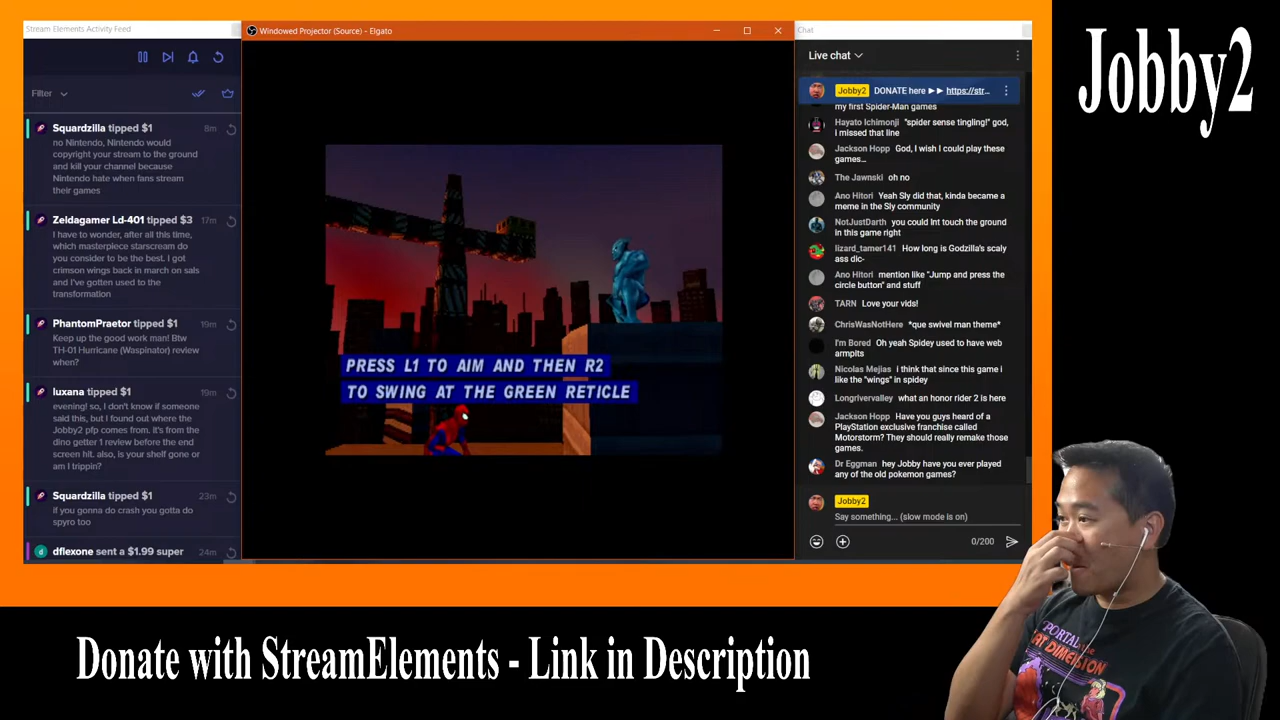 Stream Elements Activity Feed
Filter
Squardzilla tipped $1
8m
no Nintendo, Nintendo would
copyright your stream to the ground
and kill your channel because
Nintendo hate when fans stream
their games
Zeldagamer Ld-401 tipped $3
17m
I have to wonder, after all this time,
which masterpiece starscream do
you consider to be the best. I got
crimson wings back in march on sals
and I've gotten used to the
transformation
PhantomPraetor tipped $1
19m
Keep up the good work man! Btw
TH-01 Hurricane (Waspinator) review
when?
luxana tipped $1
19m
evening! so, I don't know if someone
said this, but I found out where the
Jobby2 pfp comes from. It's from the
dino getter 1 review before the end
screen hit. also, is your shelf gone or
am I trippin?
Squardzilla tipped $1
23m
if you gonna do crash you gotta do
spyro too
d
dflexone sent a $1.99 super
24m
Windowed Projector (Source) - Elgato
PRESS L1 TO AIM AND THEN R2
TO SWING AT THE GREEN RETICLE
Chat
Live chat
Jobby2 DONATE here ►► https://str...
my first Spider-Man games
Hayato Ichimonji "spider sense tingling!" god,
i missed that line
Jackson Hopp God, I wish I could play these
games...
The Jawnski oh no
Ano Hitori Yeah Sly did that, kinda became a
meme in the Sly community
NotJustDarth you could Int touch the ground
In this game right
lizard_tamer141 How long is Godzilla's scaly
ass dic-
Ano Hitori mention like "Jump and press the
circle button" and stuff
TARN Love your vids!
ChrisWasNotHere *que swivel man theme*
I'm Bored Oh yeah Spidey used to have web
armpits
Nicolas Mejias i think that since this game i
like the "wings" in spidey
Longrivervalley what an honor rider 2 is here
Jackson Hopp Have you guys heard of a
PlayStation exclusive franchise called
Motorstorm? They should really remake those
games.
Dr Eggman hey Jobby have you ever played
any of the old pokemon games?
Jobby2
Say something... (slow mode is on)
0/200
Jobby2
PORTAL
to the
BAT DIMENSION
Donate with StreamElements - Link in Description